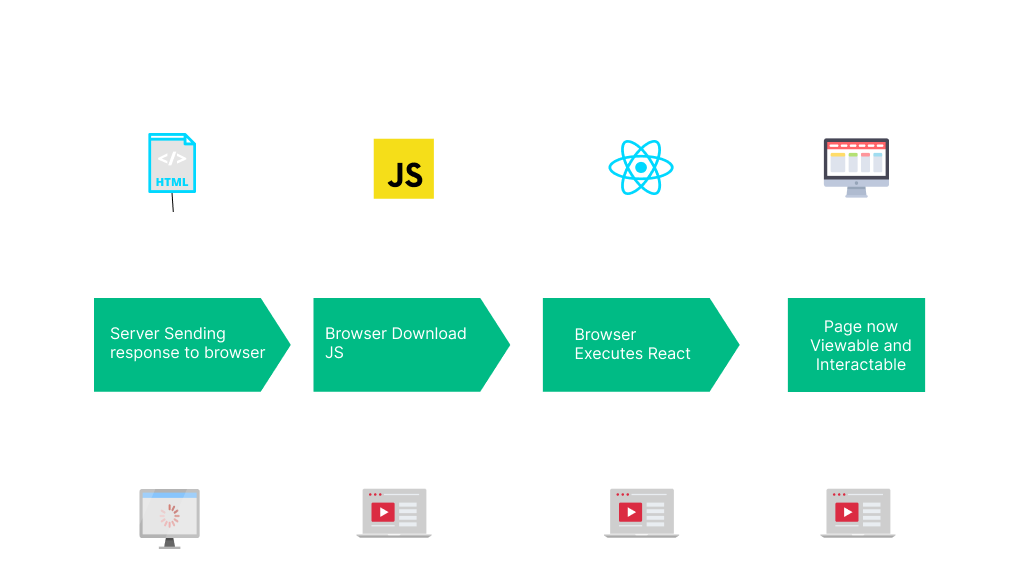 </>
HTML
JS
Server Sending
response to browser
Browser Download
JS
Browser
Executes React
Page now
Viewable and
Interactable